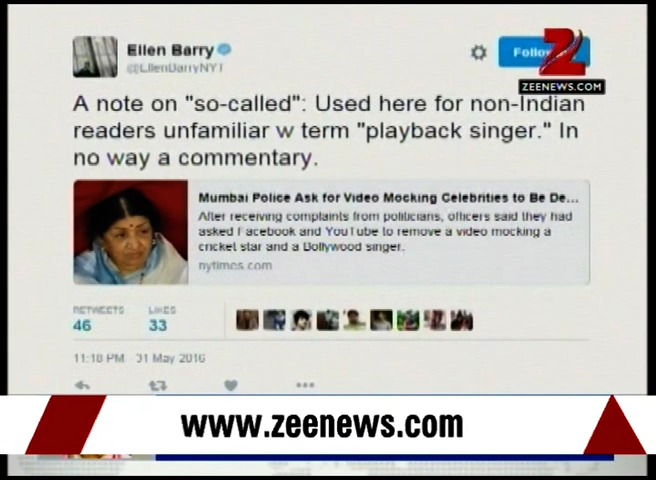 Ellen Barry
@EllenBarryNYT
Follow
ZEENEWS.COM
A note on "so-called": Used here for non-Indian
readers unfamiliar w term "playback singer." In
no way a commentary.
Mumbai Police Ask for Video Mocking Celebrities to Be De...
After receiving complaints from politicians, officers said they had
asked Facebook and YouTube to remove a video mocking a
cricket star and a Bollywood singer.
nytimes.com
RETWEETS LIKES
46 33
11:10 PM 31 May 2016
www.zeenews.com